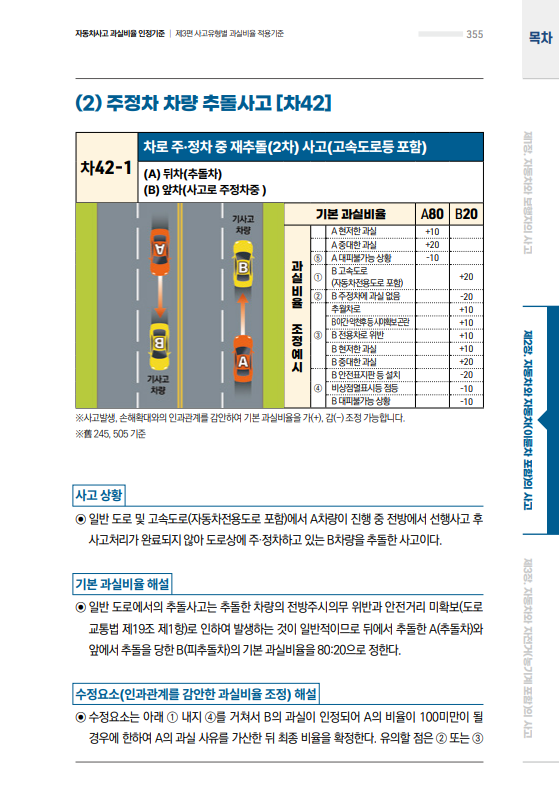 자동차사고 과실비율 인정기준 | 제3편 사고유형별 과실비율 적용기준
355
목차
(2) 주정차 차량 추돌사고 [차42]
차42-1
차로 주·정차 중 재추돌(2차) 사고(고속도로등 포함)
(A) 뒤차(추돌차)
(B) 앞차(사고로 주정차중 )
기사고
차량
A
B
B
A
기사고
차량
기본 과실비율 A80 B20
과실비율 조정예시
A 현저한 과실 +10
A 중대한 과실 +20
⑤ A 대피불가능 상황 -10
① B 고속도로
(자동차전용도로 포함) +20
② B 주정차에 과실 없음 -20
③ 추월차로 +10
B 야간·악천후 등 시야확보 곤란 +10
B 전용차로 위반 +10
B 현저한 과실 +10
B 중대한 과실 +20
④ B 안전표지판 등 설치 -20
비상점멸표시등 점등 -10
B 대피불가능 상황 -10
※사고발생, 손해확대와의 인과관계를 감안하여 기본 과실비율을 가(+), 감(-) 조정 가능합니다.
※舊 245, 505 기준
사고 상황
◉ 일반 도로 및 고속도로(자동차전용도로 포함)에서 A차량이 진행 중 전방에서 선행사고 후
사고처리가 완료되지 않아 도로상에 주·정차하고 있는 B차량을 추돌한 사고이다.
기본 과실비율 해설
◉ 일반 도로에서의 추돌사고는 추돌한 차량의 전방주시의무 위반과 안전거리 미확보(도로
교통법 제19조 제1항)로 인하여 발생하는 것이 일반적이므로 뒤에서 추돌한 A(추돌차)와
앞에서 추돌을 당한 B(피추돌차)의 기본 과실비율을 80:20으로 정한다.
수정요소(인과관계를 감안한 과실비율 조정) 해설
◉ 수정요소는 아래 ① 내지 ④를 거쳐서 B의 과실이 인정되어 A의 비율이 100미만이 될
경우에 한하여 A의 과실 사유를 가산한 뒤 최종 비율을 확정한다. 유의할 점은 ② 또는 ③
제1장. 자동차와 보행자의 사고
제2장. 자동차와 자동차(이륜차 포함)의 사고
제3장. 자동차와 자전거(농기계 포함)의 사고